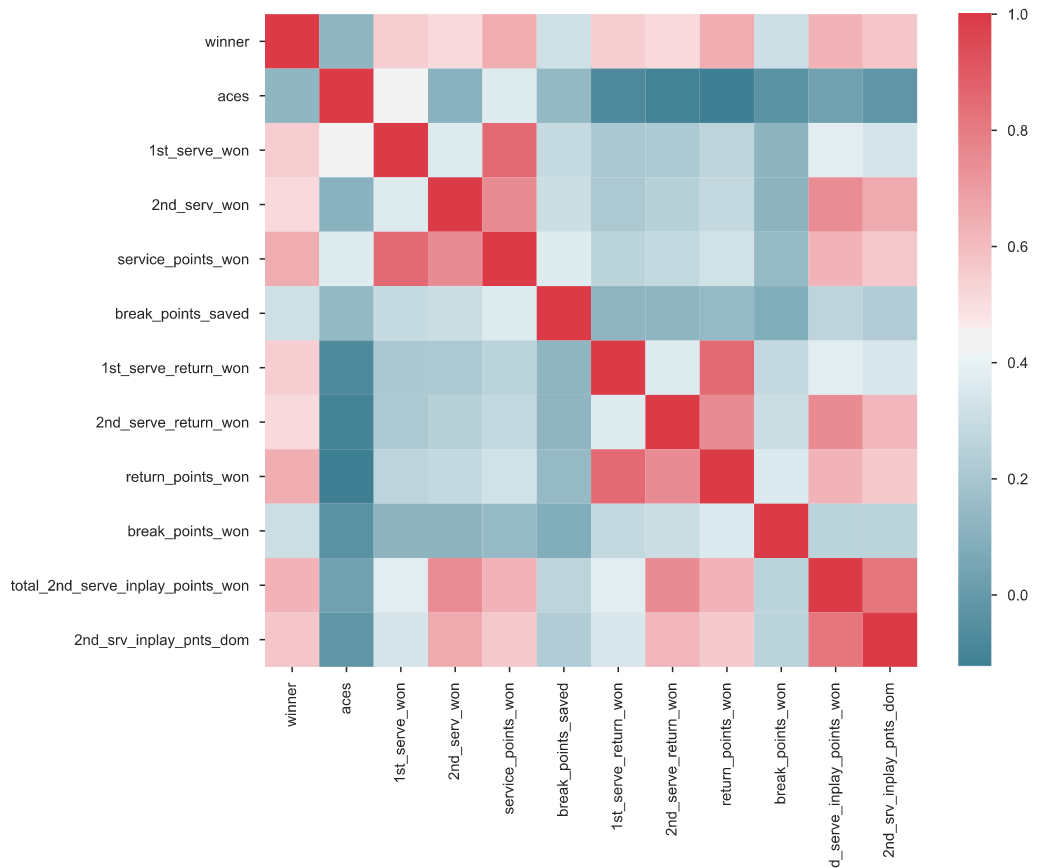 winner
aces
1st_serve_won
2nd_serv_won
service_points_won
break_points_saved
1st_serve_return_won
2nd_serve_return_won
return_points_won
break_points_won
total_2nd_serve_inplay_points_won
2nd_srv_inplay_pnts_dom
winner
aces
1st_serve_won
2nd_serv_won
service_points_won
break_points_saved
1st_serve_return_won
2nd_serve_return_won
return_points_won
break_points_won
d_serve_inplay_points_won
2nd_srv_inplay_pnts_dom
1.0
0.8
0.6
0.4
0.2
0.0